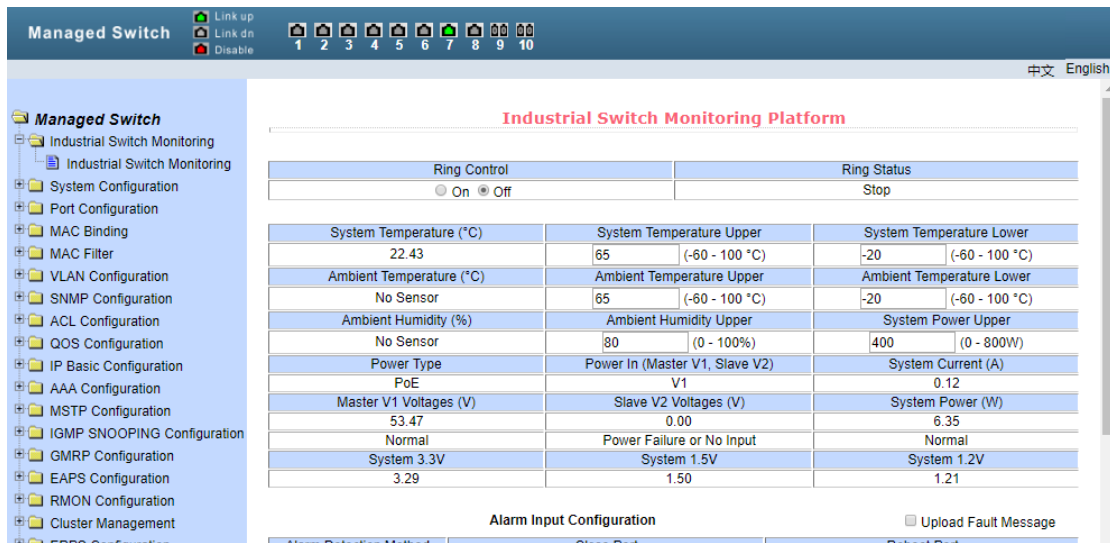 Managed Switch
Link up
Link dn
Disable
1 2 3 4 5 6 7 8 9 10
中文 English
Managed Switch
Industrial Switch Monitoring
Industrial Switch Monitoring
System Configuration
Port Configuration
MAC Binding
MAC Filter
VLAN Configuration
SNMP Configuration
ACL Configuration
QOS Configuration
IP Basic Configuration
AAA Configuration
MSTP Configuration
IGMP SNOOPING Configuration
GMRP Configuration
EAPS Configuration
RMON Configuration
Cluster Management
ERPS Configuration
Industrial Switch Monitoring Platform
Ring Control Ring Status
On Off Stop
System Temperature (°C) System Temperature Upper System Temperature Lower
22.43 65 (-60 - 100 °C) -20 (-60 - 100 °C)
Ambient Temperature (°C) Ambient Temperature Upper Ambient Temperature Lower
No Sensor 65 (-60 - 100 °C) -20 (-60 - 100 °C)
Ambient Humidity (%) Ambient Humidity Upper System Power Upper
No Sensor 80 (0 - 100%) 400 (0 - 800W)
Power Type Power In (Master V1, Slave V2) System Current (A)
PoE V1 0.12
Master V1 Voltages (V) Slave V2 Voltages (V) System Power (W)
53.47 0.00 6.35
Normal Power Failure or No Input Normal
System 3.3V System 1.5V System 1.2V
3.29 1.50 1.21
Alarm Input Configuration Upload Fault Message
Alarm Detection Method Close Port Reboot Port